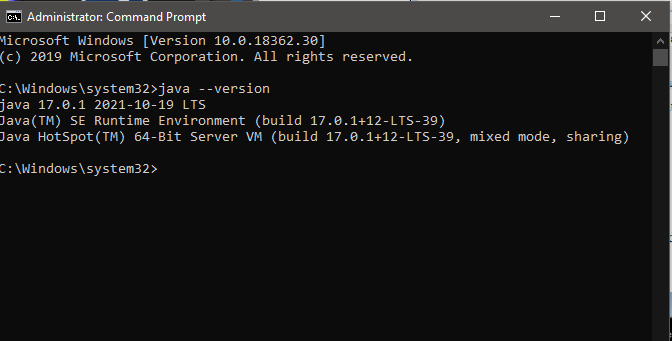 Administrator: Command Prompt
Microsoft Windows [Version 10.0.18362.30]
(c) 2019 Microsoft Corporation. All rights reserved.
C:\Windows\system32>java --version
java 17.0.1 2021-10-19 LTS
Java(TM) SE Runtime Environment (build 17.0.1+12-LTS-39)
Java HotSpot(TM) 64-Bit Server VM (build 17.0.1+12-LTS-39, mixed mode, sharing)
C:\Windows\system32>